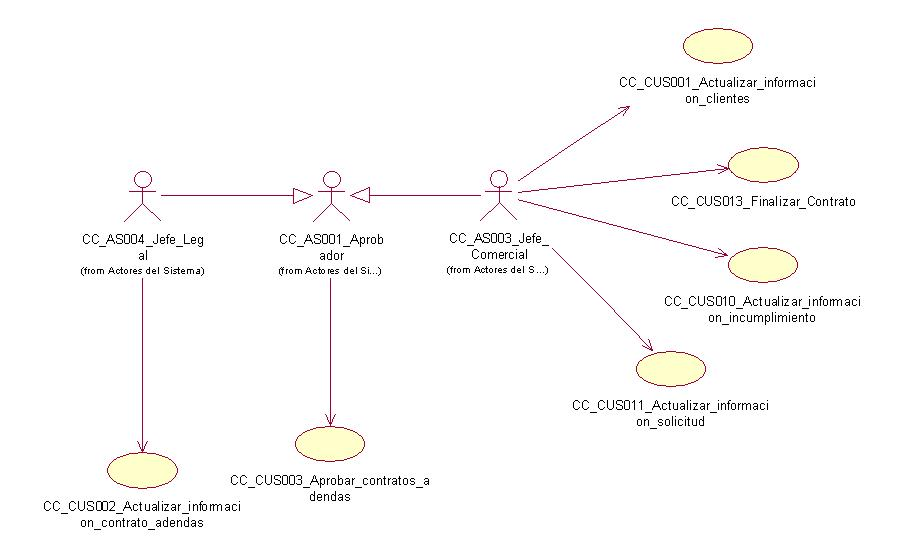 CC_CUS001_Actualizar_informaci
on_clientes
CC_CUS013_Finalizar_Contrato
CC_AS004_Jefe_Leg
al
(from Actores del Sistema)
CC_AS001_Aprob
ador
(from Actores del Si...)
CC_AS003_Jefe_
Comercial
(from Actores del S...)
CC_CUS010_Actualizar_informaci
on_incumplimiento
CC_CUS011_Actualizar_informaci
on_solicitud
CC_CUS003_Aprobar_contratos_a
dendas
CC_CUS002_Actualizar_informaci
on_contrato_adendas